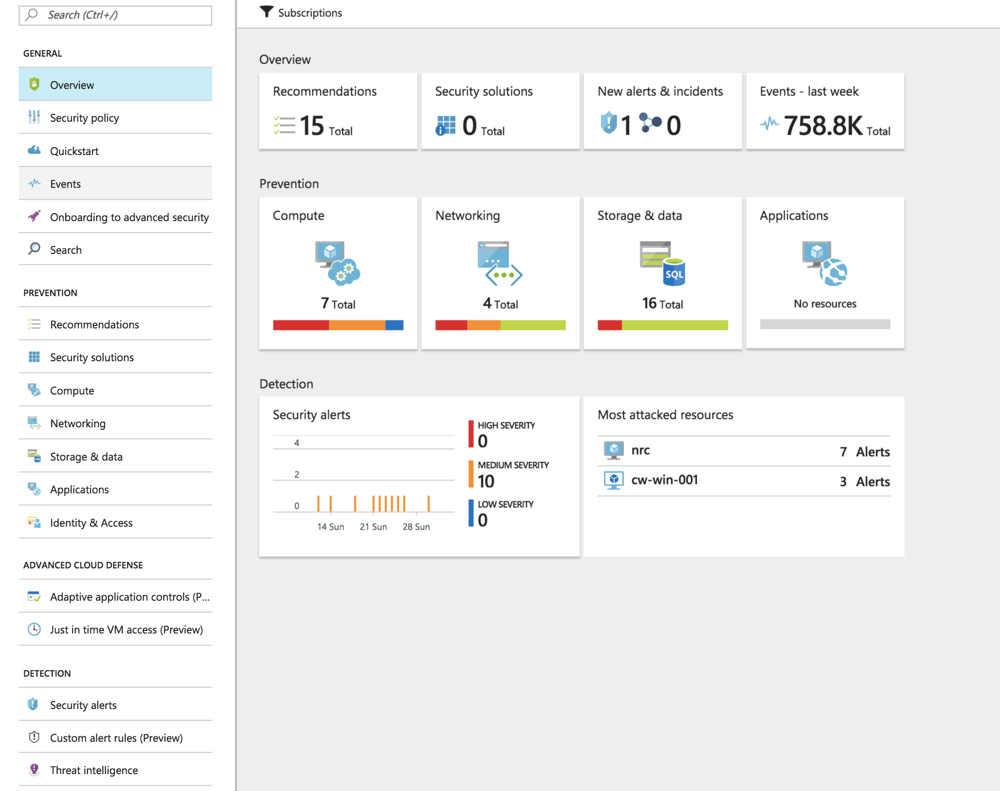 Search (Ctrl+/)
GENERAL
Overview
Security policy
Quickstart
Events
Onboarding to advanced security
Search
PREVENTION
Recommendations
Security solutions
Compute
Networking
Storage & data
Applications
Identity & Access
ADVANCED CLOUD DEFENSE
Adaptive application controls (P...
Just in time VM access (Preview)
DETECTION
Security alerts
Custom alert rules (Preview)
Threat intelligence
Subscriptions
Overview
Recommendations
15 Total
Security solutions
0 Total
New alerts & incidents
1 0
Events - last week
758.8K Total
Prevention
Compute
7 Total
Networking
4 Total
Storage & data
SQL
16 Total
Applications
No resources
Detection
Security alerts
4
2
0
14 Sun 21 Sun 28 Sun
HIGH SEVERITY
0
MEDIUM SEVERITY
10
LOW SEVERITY
0
Most attacked resources
nrc 7 Alerts
cw-win-001 3 Alerts